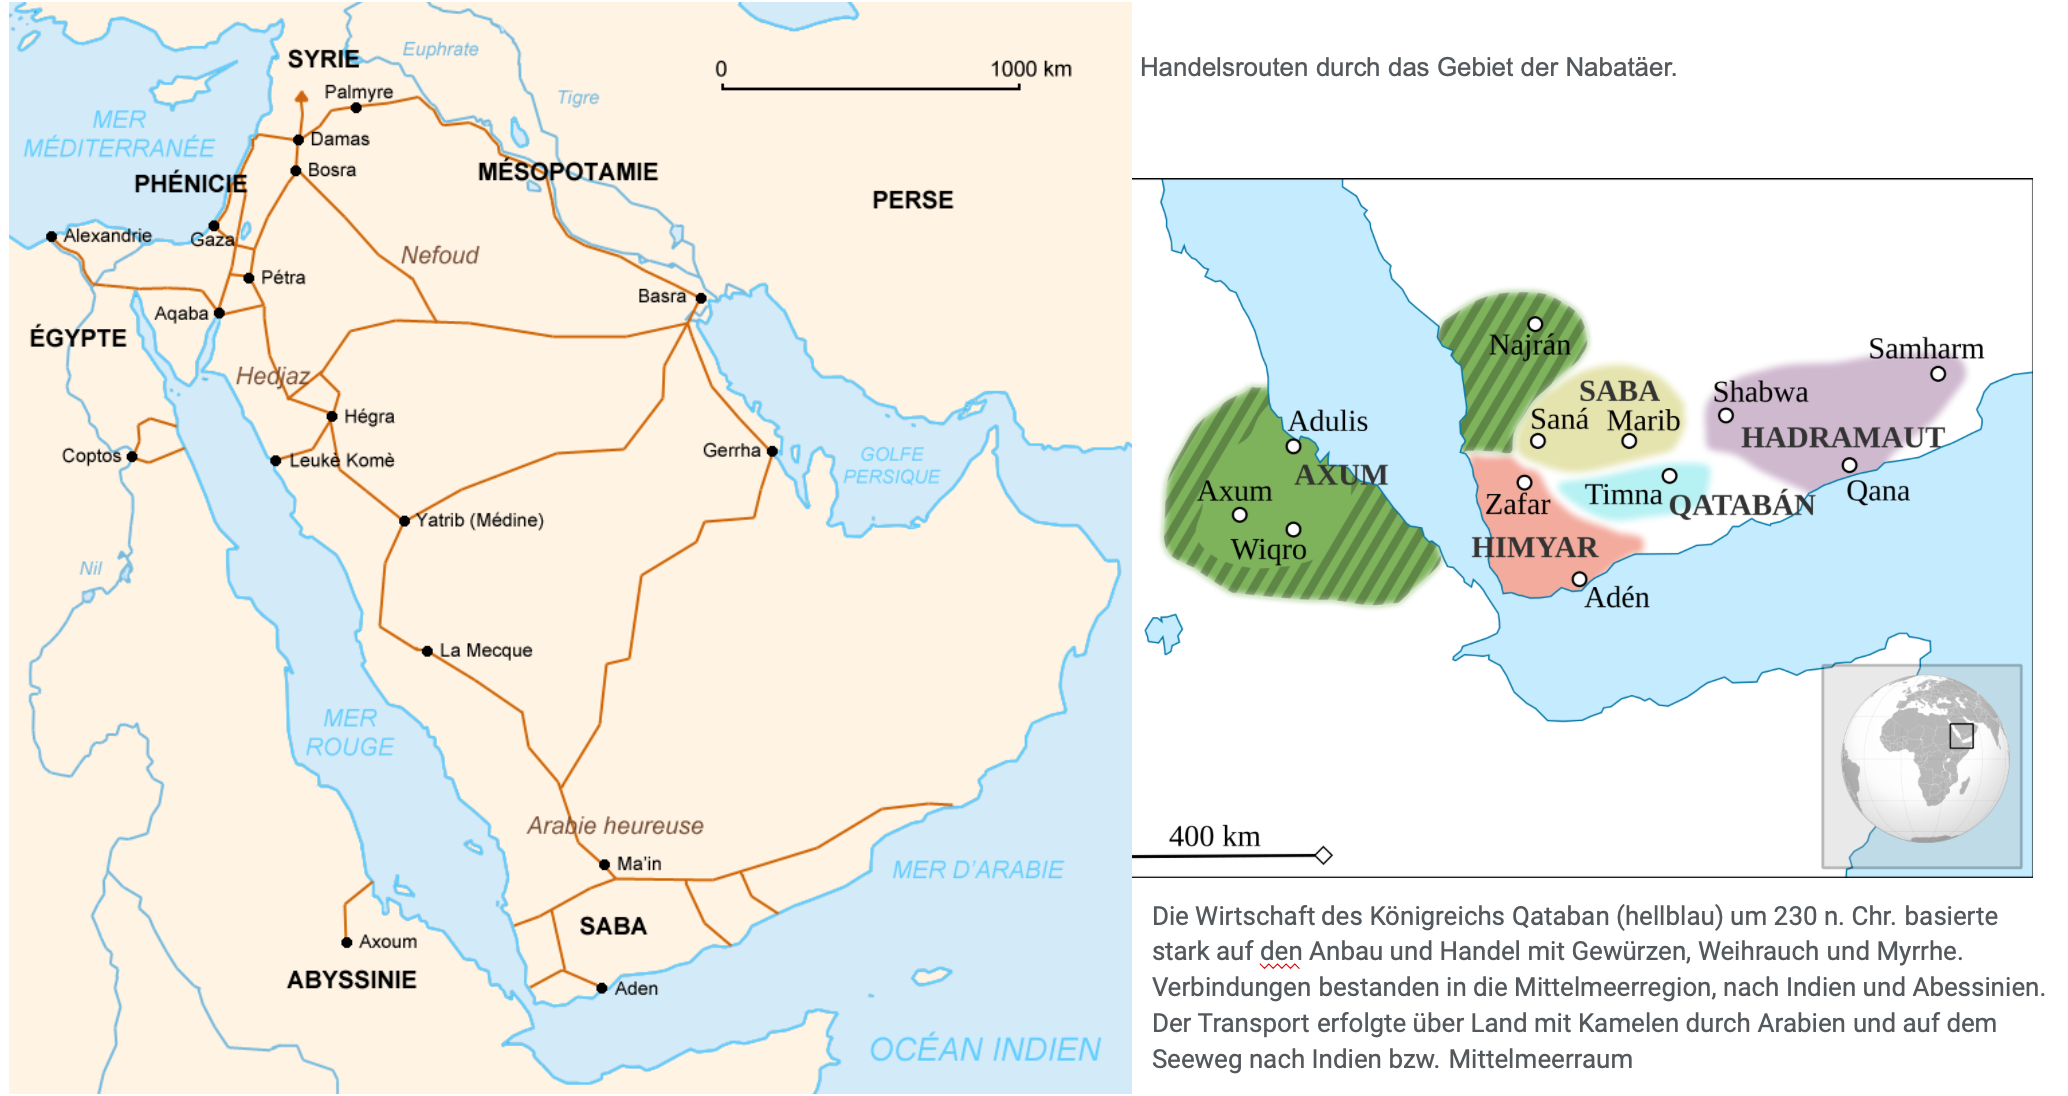 SYRIE
Euphrate
0
1000 km
Palmyre
Tigre
MER
MÉDITERRANÉE
Damas
Bosra
MÉSOPOTAMIE
PHÉNICIE
PERSE
Alexandrie
Gaza
Nefoud
Pétra
Basra
Aqaba
ÉGYPTE
Hedjaz
Hégra
Coptos
Leukè Komè
Gerrha
GOLFE
PERSIQUE
Yatrib (Médine)
Nil
La Mecque
MER
ROUGE
Arabie heureuse
Ma'in
MER D'ARABIE
SABA
Axoum
ABYSSINIE
Aden
OCÉAN INDIEN
Handelsrouten durch das Gebiet der Nabatäer.
Najrán
Samharm
SABA
Shabwa
Saná
Marib
Adulis
HADRAMAUT
AXUM
Axum
Zafar
Timna
QATABÁN
Qana
Wiqro
HIMYAR
Adén
400 km
Die Wirtschaft des Königreichs Qataban (hellblau) um 230 n. Chr. basierte
stark auf den Anbau und Handel mit Gewürzen, Weihrauch und Myrrhe.
Verbindungen bestanden in die Mittelmeerregion, nach Indien und Abessinien.
Der Transport erfolgte über Land mit Kamelen durch Arabien und auf dem
Seeweg nach Indien bzw. Mittelmeerraum